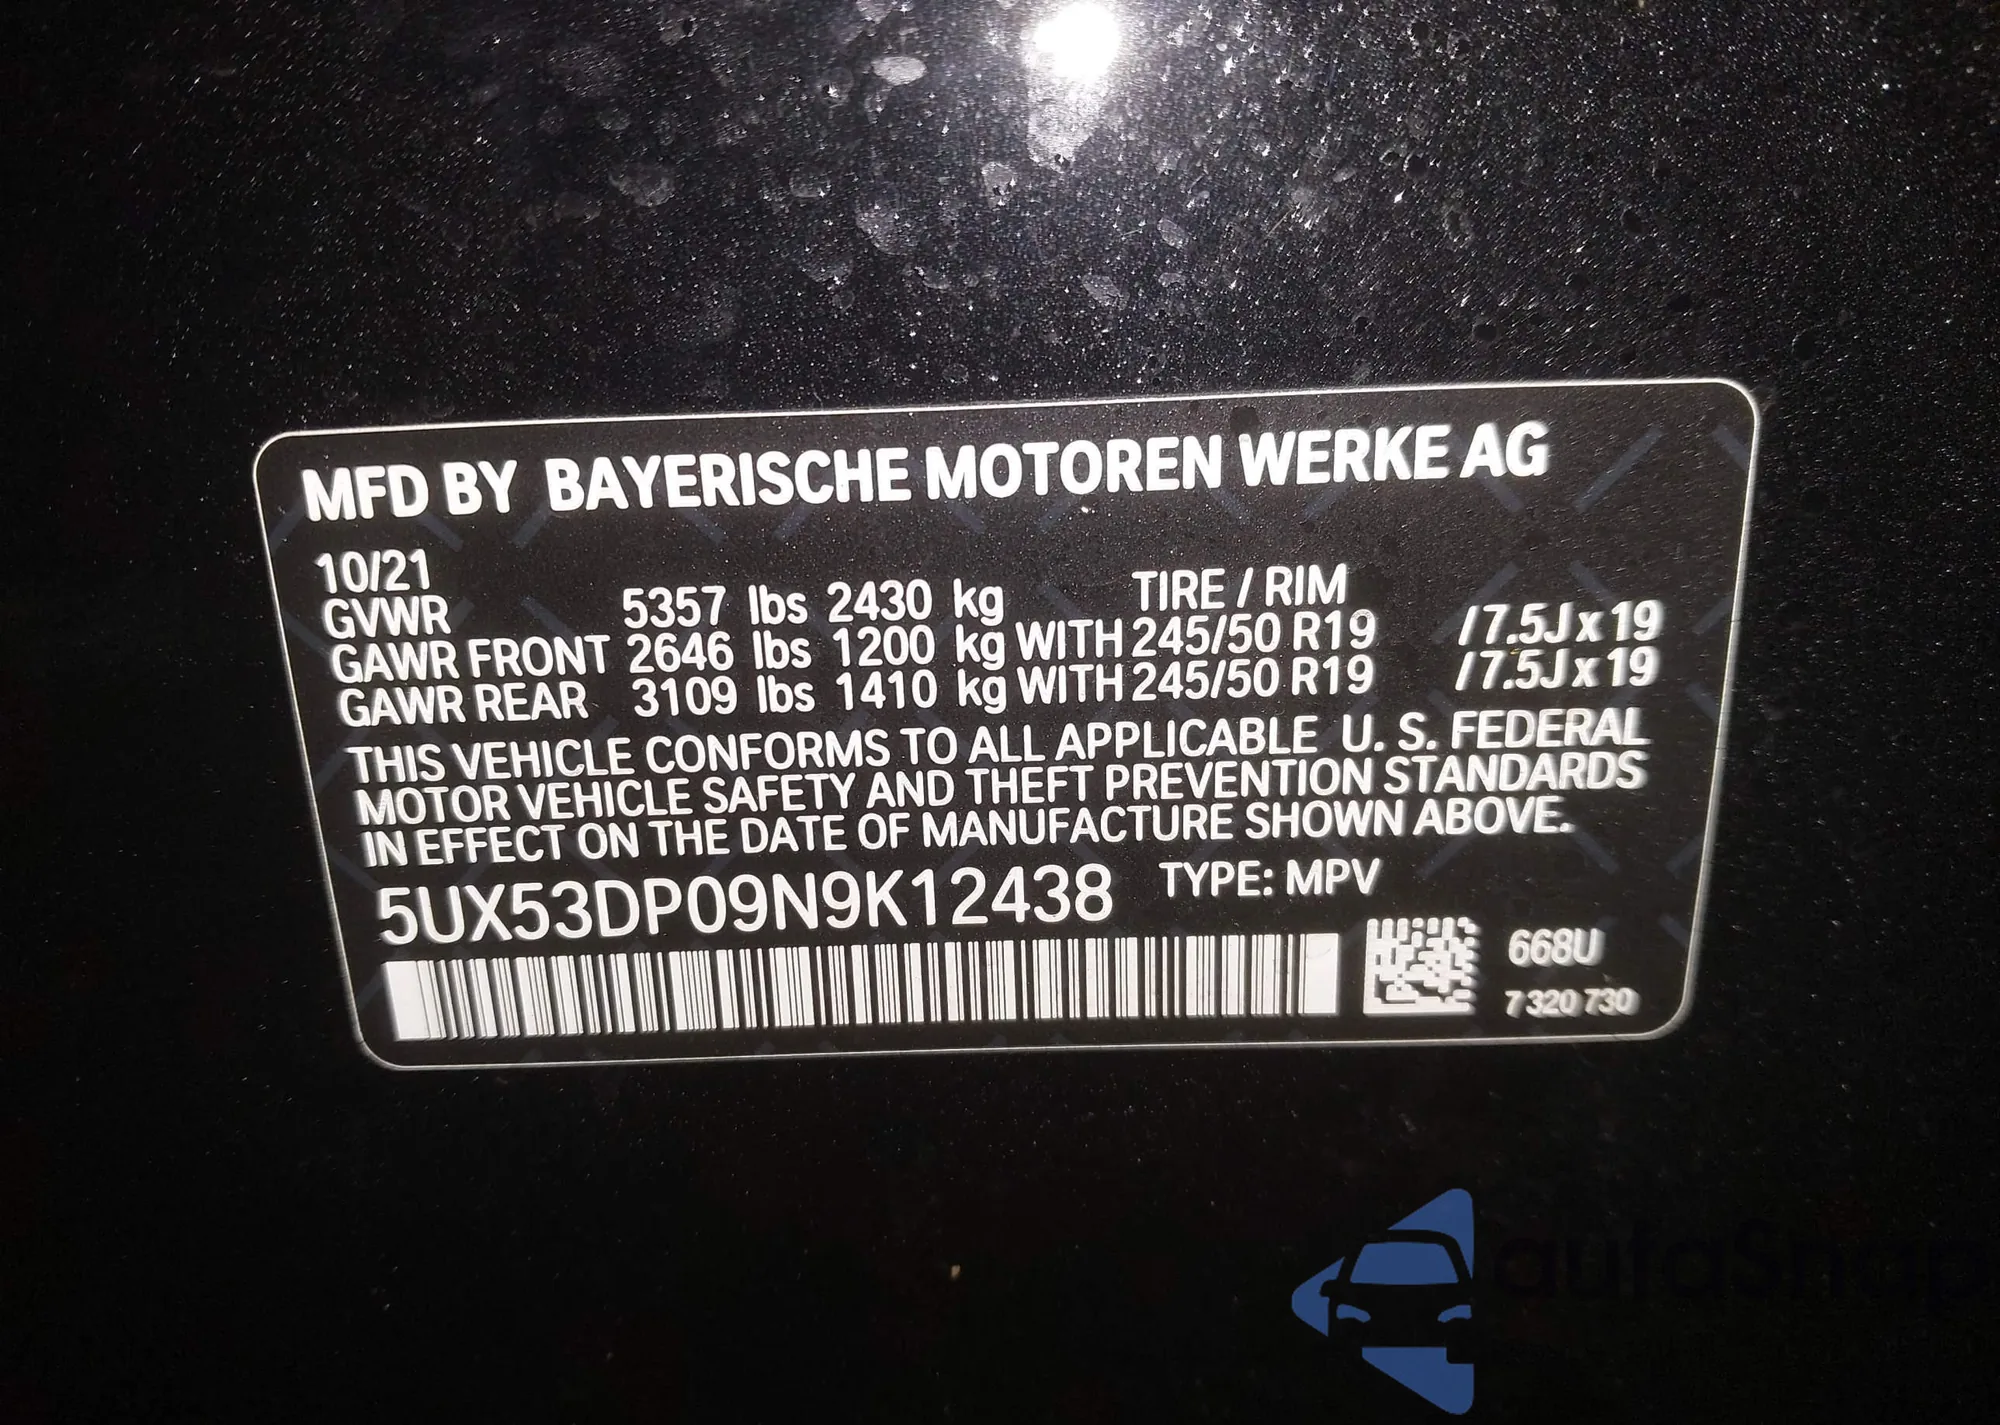 MFD BY BAYERISCHE MOTOREN WERKE AG
10/21
GVWR 5357 lbs 2430 kg TIRE / RIM
GAWR FRONT 2646 lbs 1200 kg WITH 245/50 R19 /7.5J x 19
GAWR REAR 3109 lbs 1410 kg WITH 245/50 R19 /7.5J x 19
THIS VEHICLE CONFORMS TO ALL APPLICABLE U. S. FEDERAL
MOTOR VEHICLE SAFETY AND THEFT PREVENTION STANDARDS
IN EFFECT ON THE DATE OF MANUFACTURE SHOWN ABOVE.
5UX53DP09N9K12438 TYPE: MPV
668U
7 320 730
autoSnap